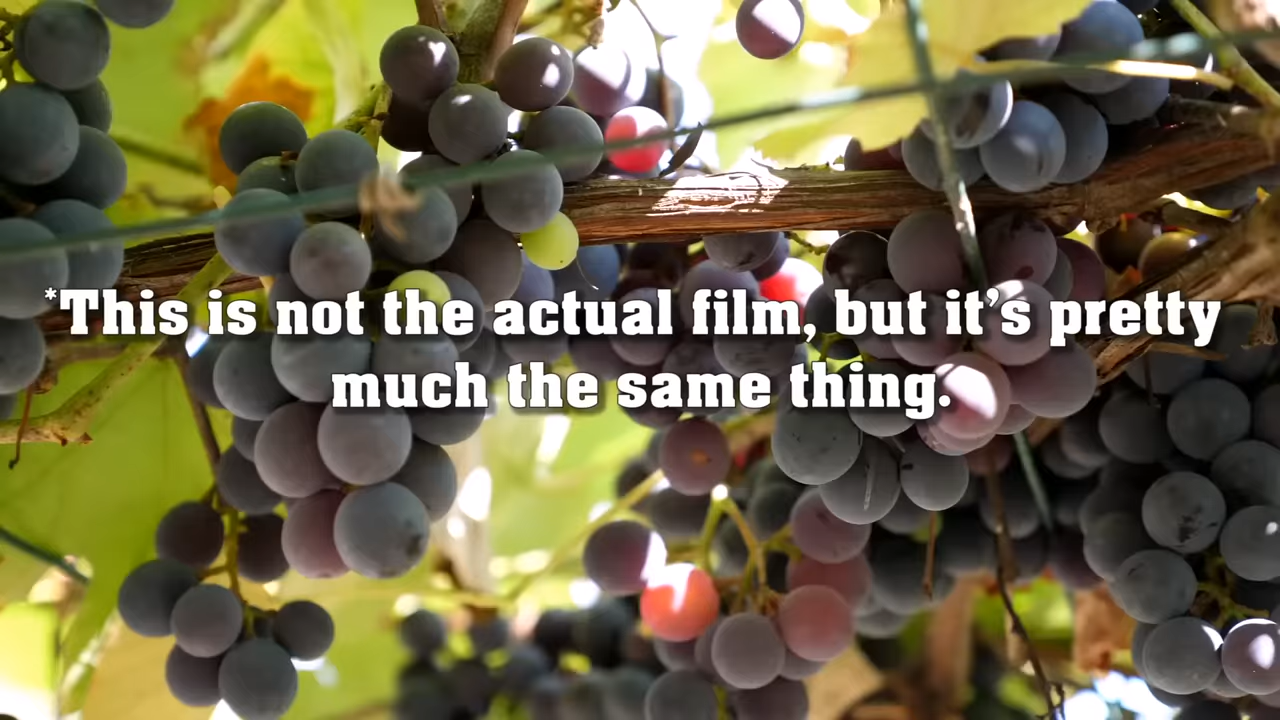 *This is not the actual film, but it’s pretty
much the same thing.